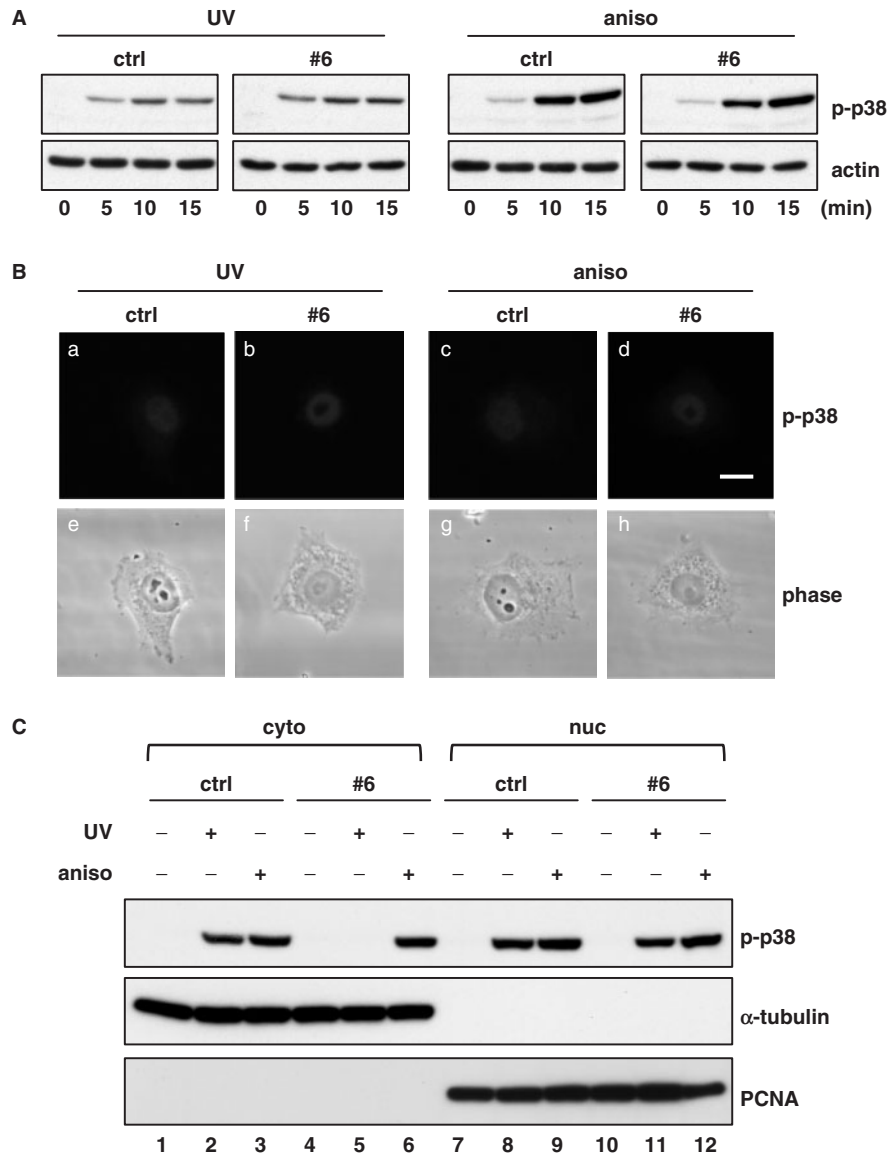 A
UV aniso
ctrl #6 ctrl #6
p-p38
actin
0 5 10 15 0 5 10 15 0 5 10 15 0 5 10 15 (min)
B
UV aniso
ctrl #6 ctrl #6
a b c d
p-p38
e f g h
phase
C
cyto nuc
ctrl #6 ctrl #6
UV – + – – + – – + – – + –
aniso – – + – – + – – + – – +
p-p38
α-tubulin
PCNA
1 2 3 4 5 6 7 8 9 10 11 12